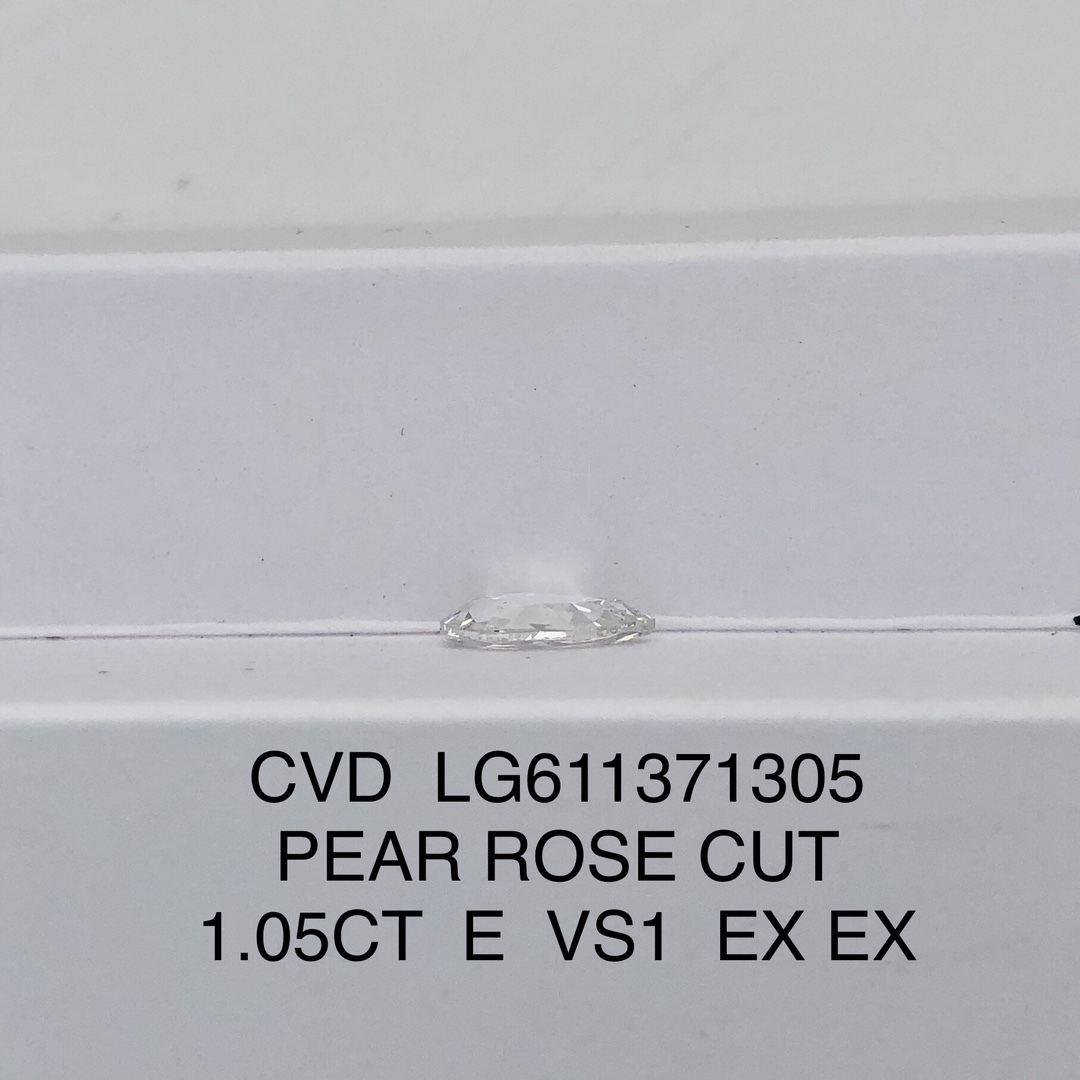 CVD LG611371305
PEAR ROSE CUT
1.05CT E VS1 EX EX